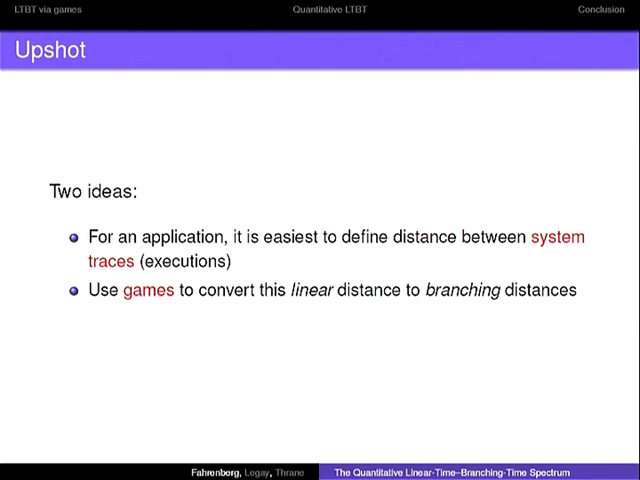 LTBT via games Quantitative LTBT Conclusion
Upshot
Two ideas:
For an application, it is easiest to define distance between system
traces (executions)
Use games to convert this linear distance to branching distances
Fahrenberg, Legay, Thrane The Quantitative Linear-Time–Branching-Time Spectrum